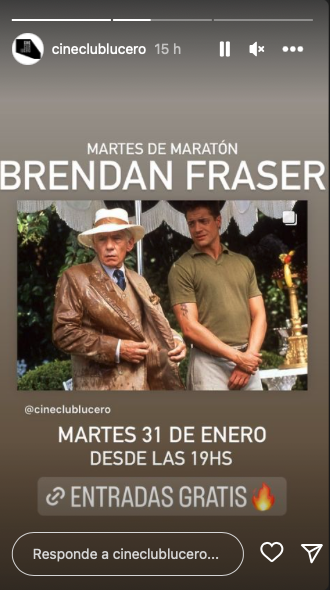 cineclublucero 15 h
MARTES DE MARATÓN
BRENDAN FRASER
@cineclublucero
MARTES 31 DE ENERO
DESDE LAS 19HS
ENTRADAS GRATIS🔥
Responde a cineclublucero...